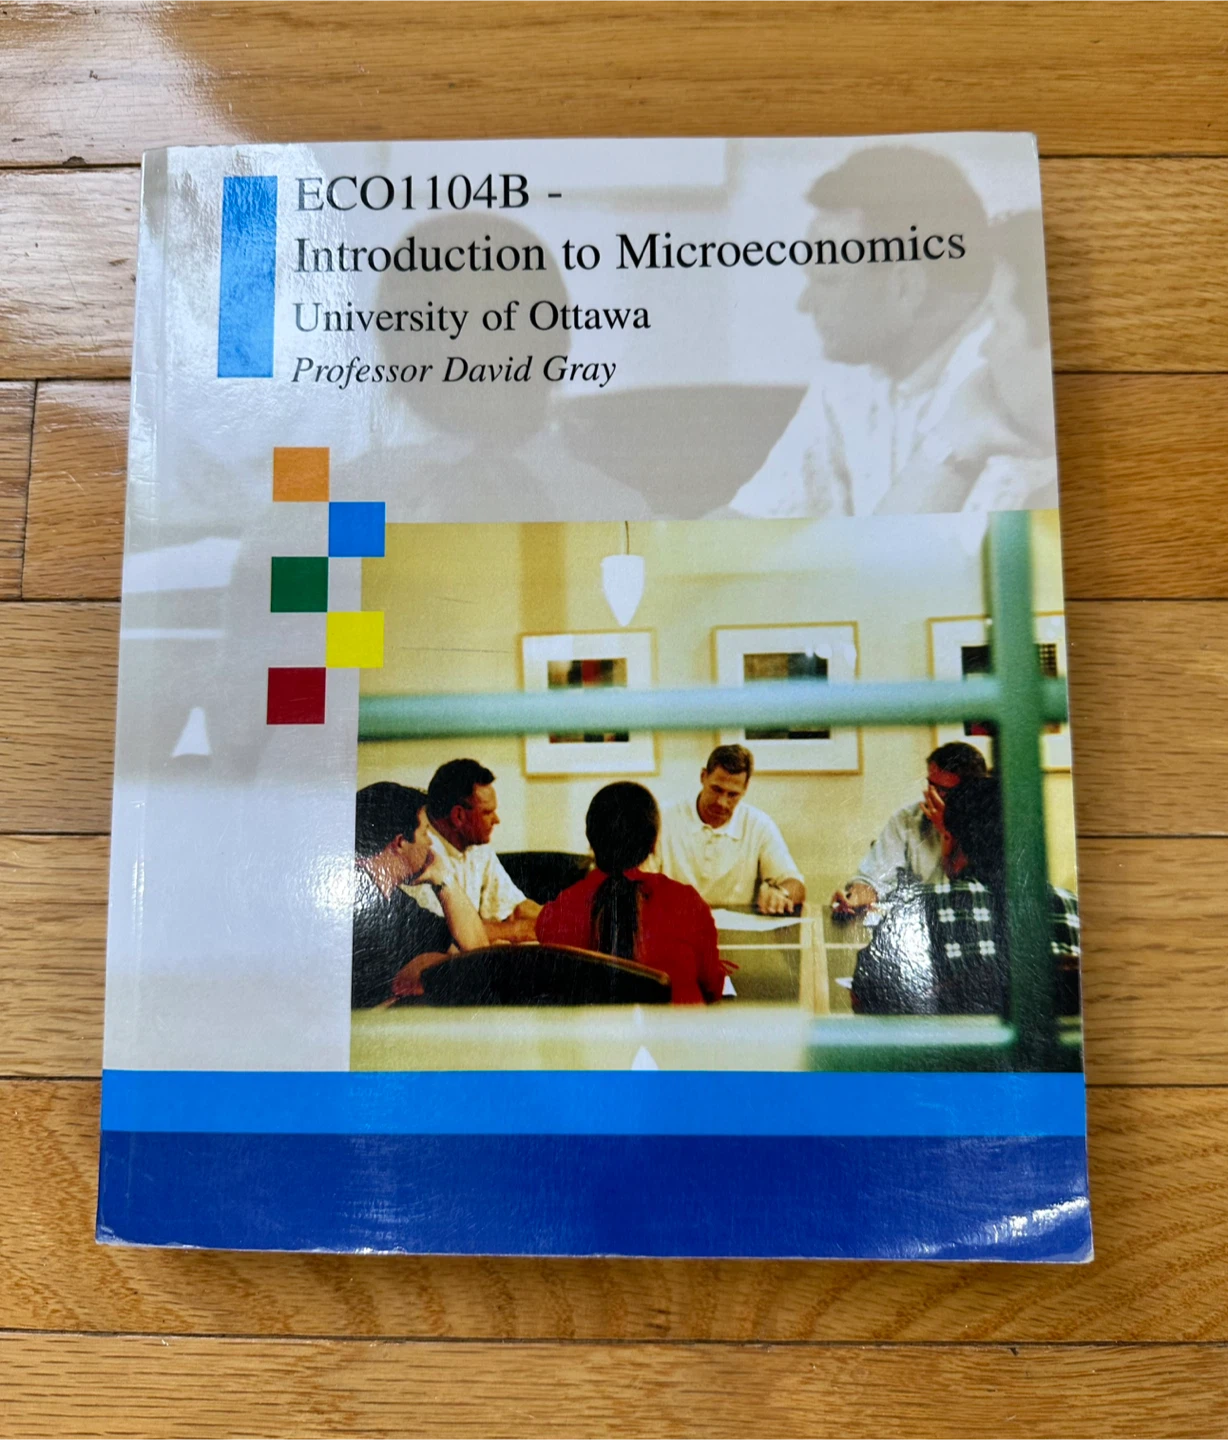 ECO1104B -
Introduction to Microeconomics
University of Ottawa
Professor David Gray